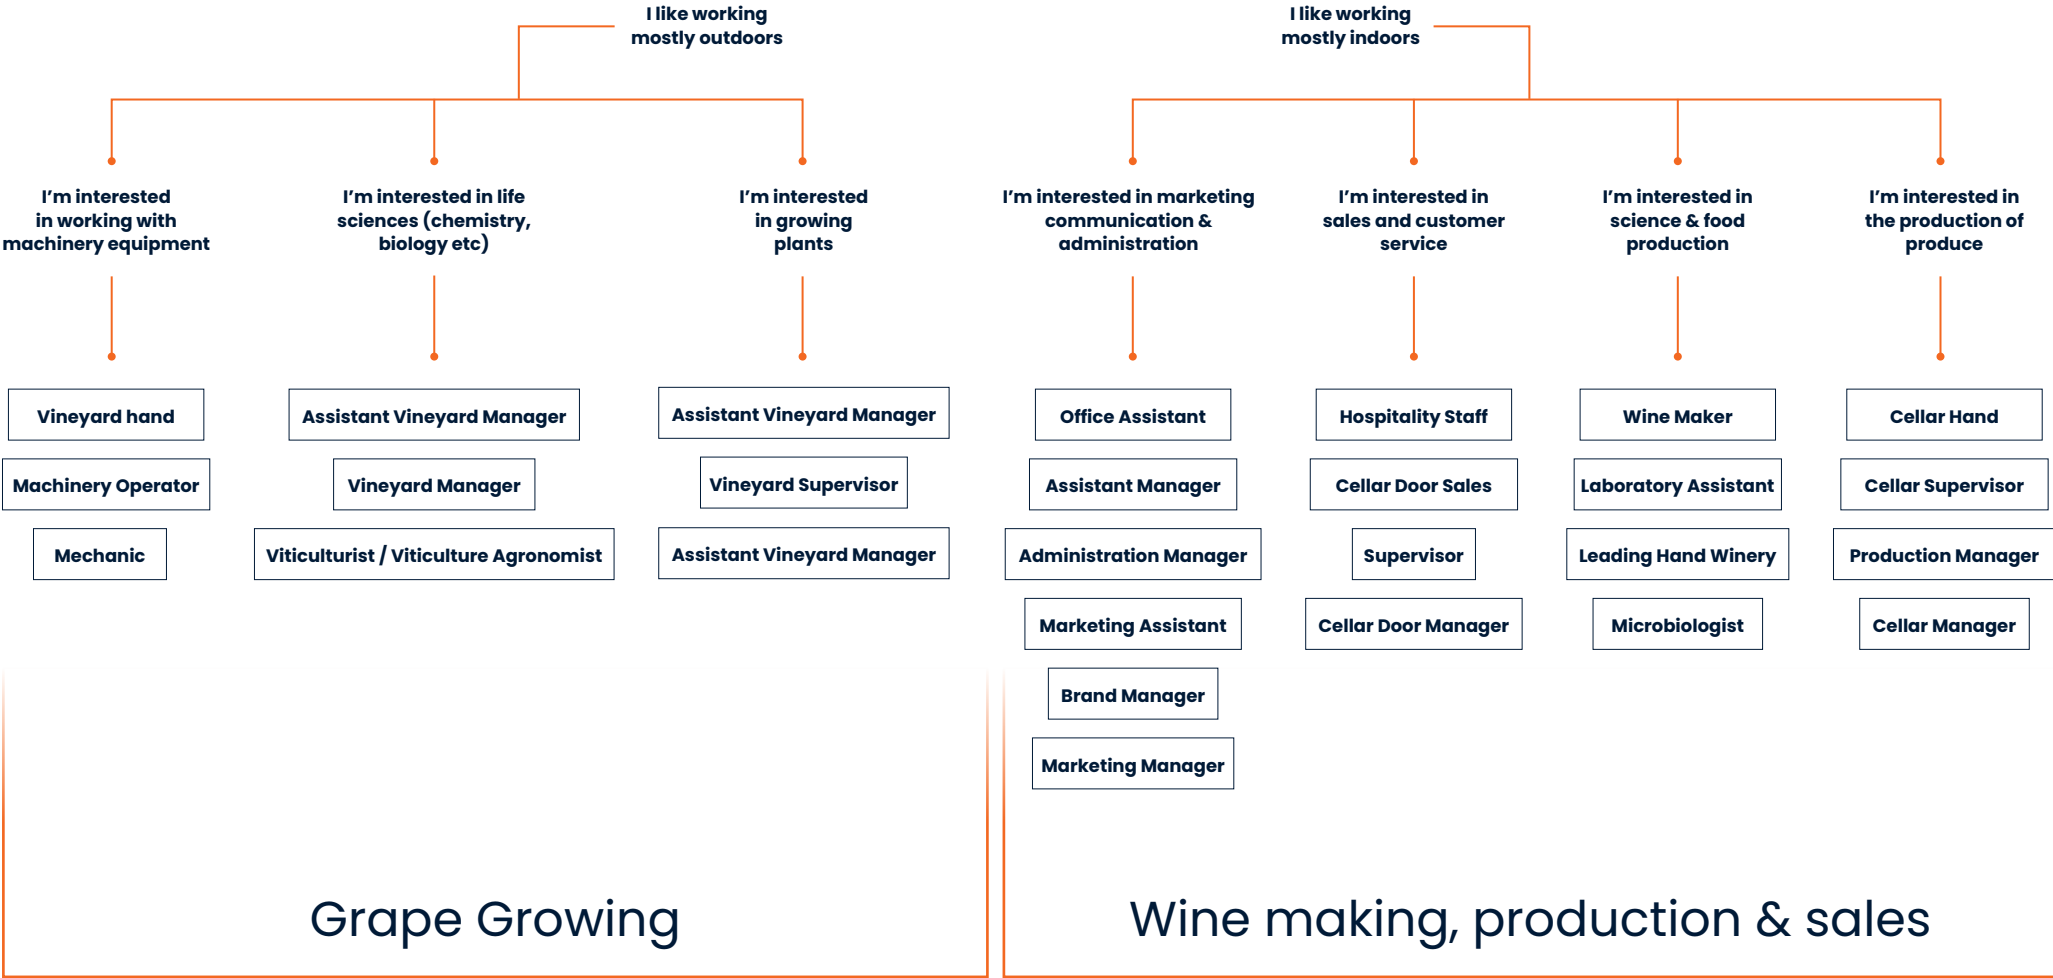 I like working
mostly outdoors
I like working
mostly indoors
I'm interested
in working with
machinery equipment
I'm interested in life
sciences (chemistry,
biology etc)
I'm interested
in growing
plants
I'm interested in marketing
communication &
administration
I'm interested in
sales and customer
service
I'm interested in
science & food
production
I'm interested in
the production of
produce
Vineyard hand
Machinery Operator
Mechanic
Assistant Vineyard Manager
Vineyard Manager
Viticulturist / Viticulture Agronomist
Assistant Vineyard Manager
Vineyard Supervisor
Assistant Vineyard Manager
Office Assistant
Assistant Manager
Administration Manager
Marketing Assistant
Brand Manager
Marketing Manager
Hospitality Staff
Cellar Door Sales
Supervisor
Cellar Door Manager
Wine Maker
Laboratory Assistant
Leading Hand Winery
Microbiologist
Cellar Hand
Cellar Supervisor
Production Manager
Cellar Manager
Grape Growing
Wine making, production & sales